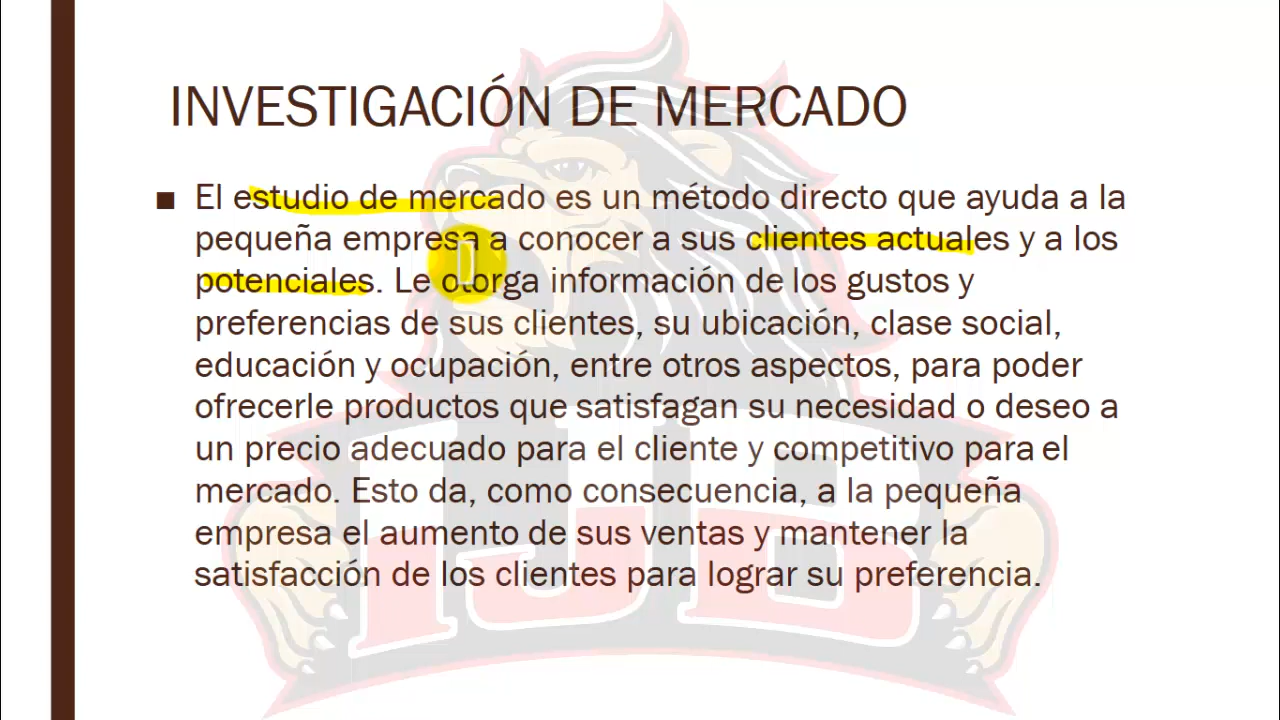 INVESTIGACIÓN DE MERCADO
■ El estudio de mercado es un método directo que ayuda a la
pequeña empresa a conocer a sus clientes actuales y a los
potenciales. Le otorga información de los gustos y
preferencias de sus clientes, su ubicación, clase social,
educación y ocupación, entre otros aspectos, para poder
ofrecerle productos que satisfagan su necesidad o deseo a
un precio adecuado para el cliente y competitivo para el
mercado. Esto da, como consecuencia, a la pequeña
empresa el aumento de sus ventas y mantener la
satisfacción de los clientes para lograr su preferencia.
IJB